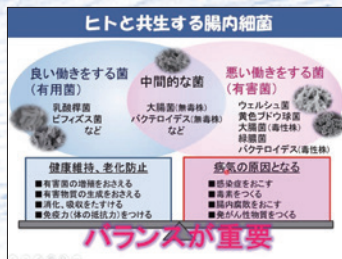 ヒトと共生する腸内細菌
良い働きをする菌
(有用菌)
乳酸桿菌
ビフィズス菌
など
中間的な菌
大腸菌(無毒株)
バクテロイデス(無毒株)
など
悪い働きをする菌
(有害菌)
ウェルシュ菌
黄色ブドウ球菌
大腸菌(毒性株)
緑膿菌
バクテロイデス(毒性株)
健康維持、老化防止
■有害菌の増殖をおさえる
■有害物質の生成をおさえる
■消化、吸収をたすける
■免疫力(体の抵抗力)をつける
病気の原因となる
■感染症をおこす
■毒素をつくる
■腸内腐敗をおこす
■発がん性物質をつくる
バランスが重要